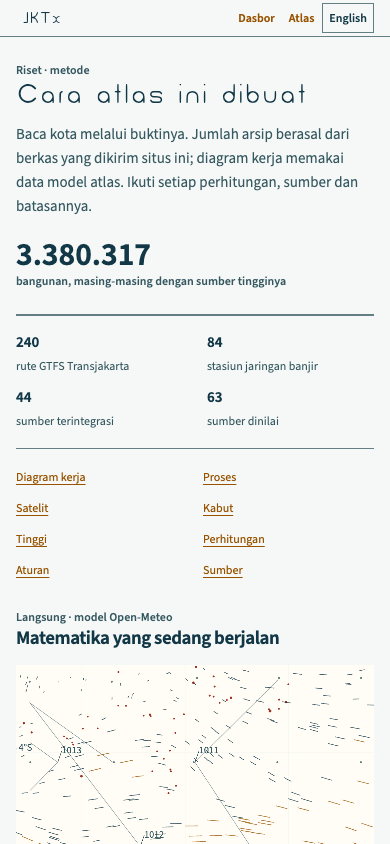 JKTx
Dasbor Atlas English
Riset · metode
Cara atlas ini dibuat
Baca kota melalui buktinya. Jumlah arsip berasal dari
berkas yang dikirim situs ini; diagram kerja memakai
data model atlas. Ikuti setiap perhitungan, sumber dan
batasannya.
3.380.317
bangunan, masing-masing dengan sumber tingginya
240 84
rute GTFS Transjakarta stasiun jaringan banjir
44 63
sumber terintegrasi sumber dinilai
Diagram kerja Proses
Satelit Kabut
Tinggi Perhitungan
Aturan Sumber
Langsung · model Open-Meteo
Matematika yang sedang berjalan
4°S 1013 1011
1012